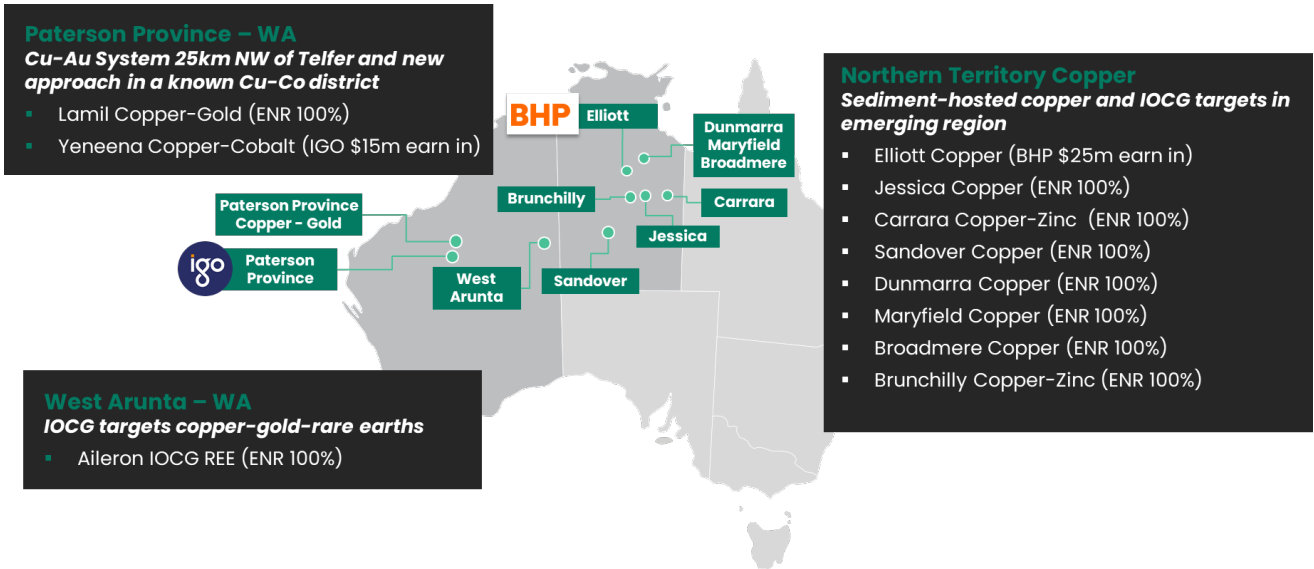 Paterson Province – WA
Cu-Au System 25km NW of Telfer and new
approach in a known Cu-Co district
▪ Lamil Copper-Gold (ENR 100%)
▪ Yeneena Copper-Cobalt (IGO $15m earn in)
Northern Territory Copper
Sediment-hosted copper and IOCG targets in
emerging region
▪ Elliott Copper (BHP $25m earn in)
▪ Jessica Copper (ENR 100%)
▪ Carrara Copper-Zinc (ENR 100%)
▪ Sandover Copper (ENR 100%)
▪ Dunmarra Copper (ENR 100%)
▪ Maryfield Copper (ENR 100%)
▪ Broadmere Copper (ENR 100%)
▪ Brunchilly Copper-Zinc (ENR 100%)
BHP
Elliott
Dunmarra
Maryfield
Broadmere
Brunchilly
Carrara
Jessica
Paterson Province
Copper - Gold
igo
Paterson
Province
West
Arunta
Sandover
West Arunta – WA
IOCG targets copper-gold-rare earths
▪ Aileron IOCG REE (ENR 100%)